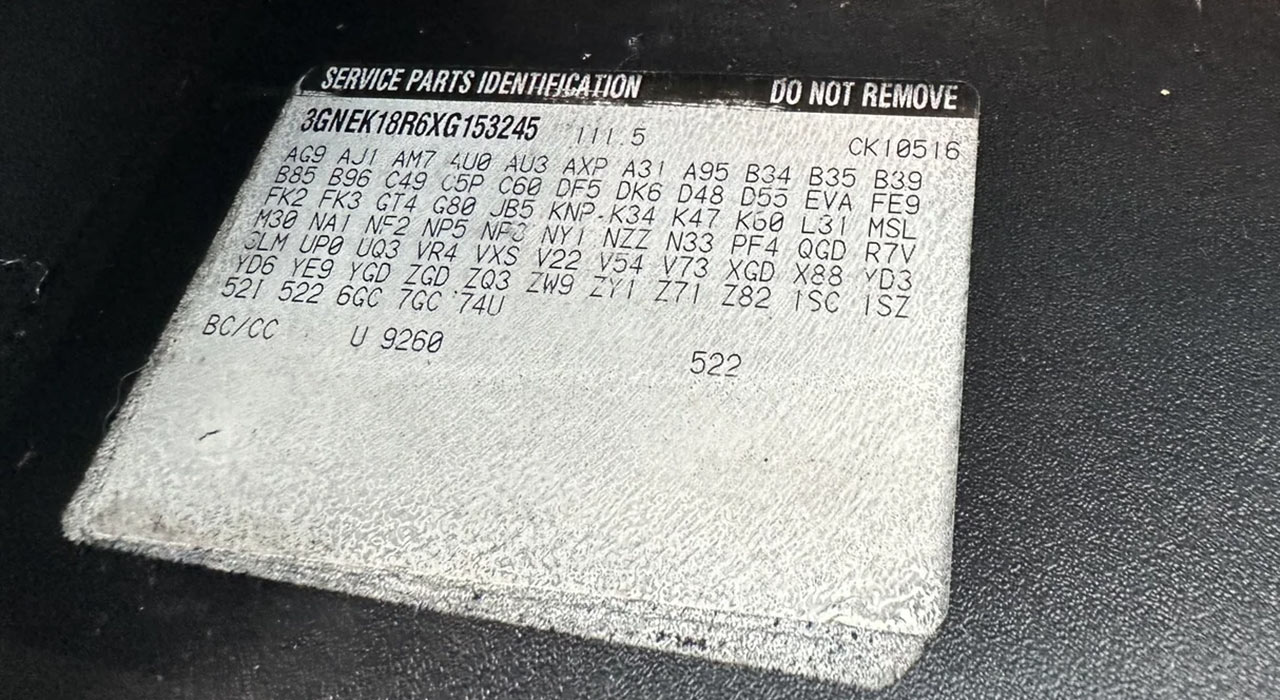 SERVICE PARTS IDENTIFICATION DO NOT REMOVE
3GNEK18R6XG153245 111.5 CK10516
AG9 AJ1 AM7 4U0 AU3 AXP A31 A95 B34 B35 B39
B85 B96 C49 C5P C60 DF5 DK6 D48 D55 EVA FE9
FK2 FK3 GT4 G80 JB5 KNP K34 K47 K60 L31 MSL
M30 NA1 NF2 NP5 NY1 NZZ N33 PF4 QGD R7V
UP0 UQ3 VR4 VXS V22 V54 V73 XGD X88 YD3
YD6 YE9 YGD ZGD ZQ3 ZW9 ZY1 Z71 Z82 1SC 1SZ
52I 522 6GC 7GC 74U
BC/CC U 9260 522